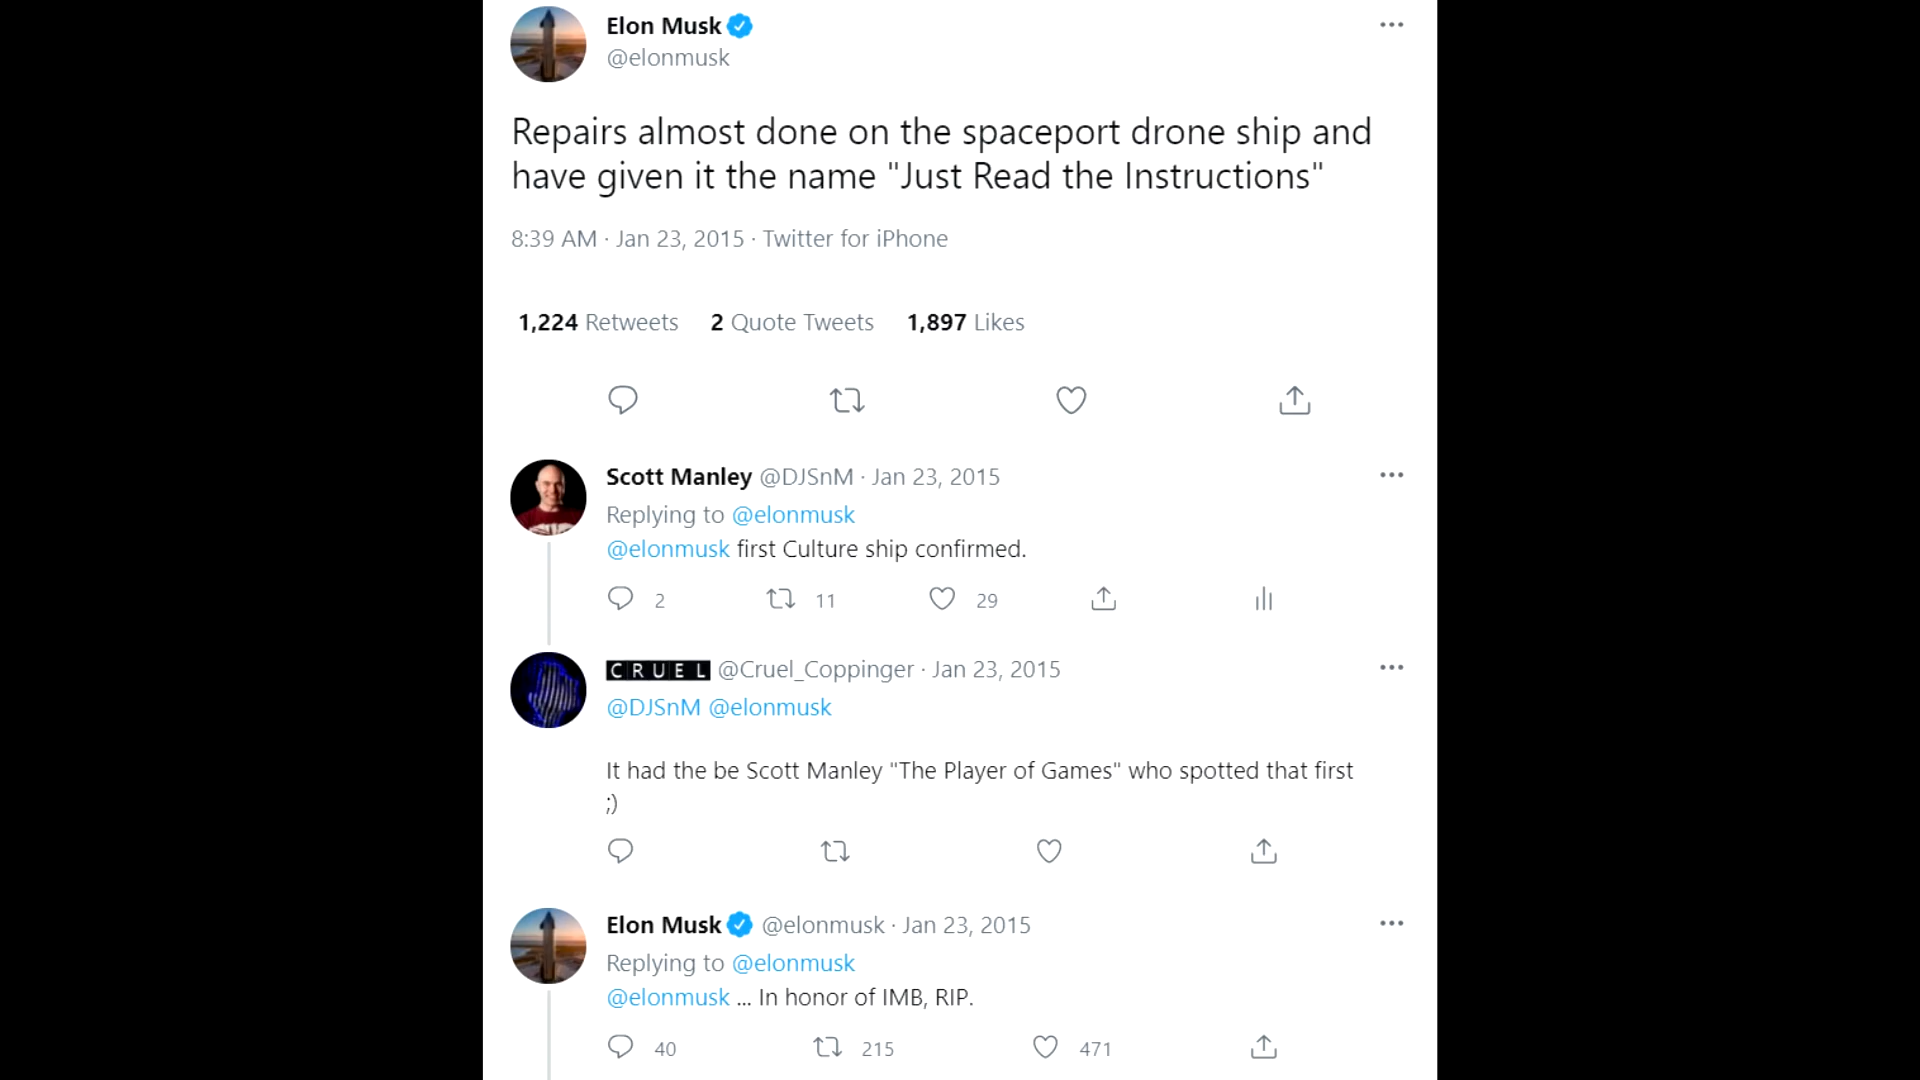 Elon Musk
@elonmusk
Repairs almost done on the spaceport drone ship and
have given it the name "Just Read the Instructions"
8:39 AM · Jan 23, 2015 · Twitter for iPhone
1,224 Retweets 2 Quote Tweets 1,897 Likes
Scott Manley @DJSnM · Jan 23, 2015
Replying to @elonmusk
@elonmusk first Culture ship confirmed.
2 11 29
CRUEL @Cruel_Coppinger · Jan 23, 2015
@DJSnM @elonmusk
It had the be Scott Manley "The Player of Games" who spotted that first
;)
Elon Musk @elonmusk · Jan 23, 2015
Replying to @elonmusk
@elonmusk ... In honor of IMB, RIP.
40 215 471